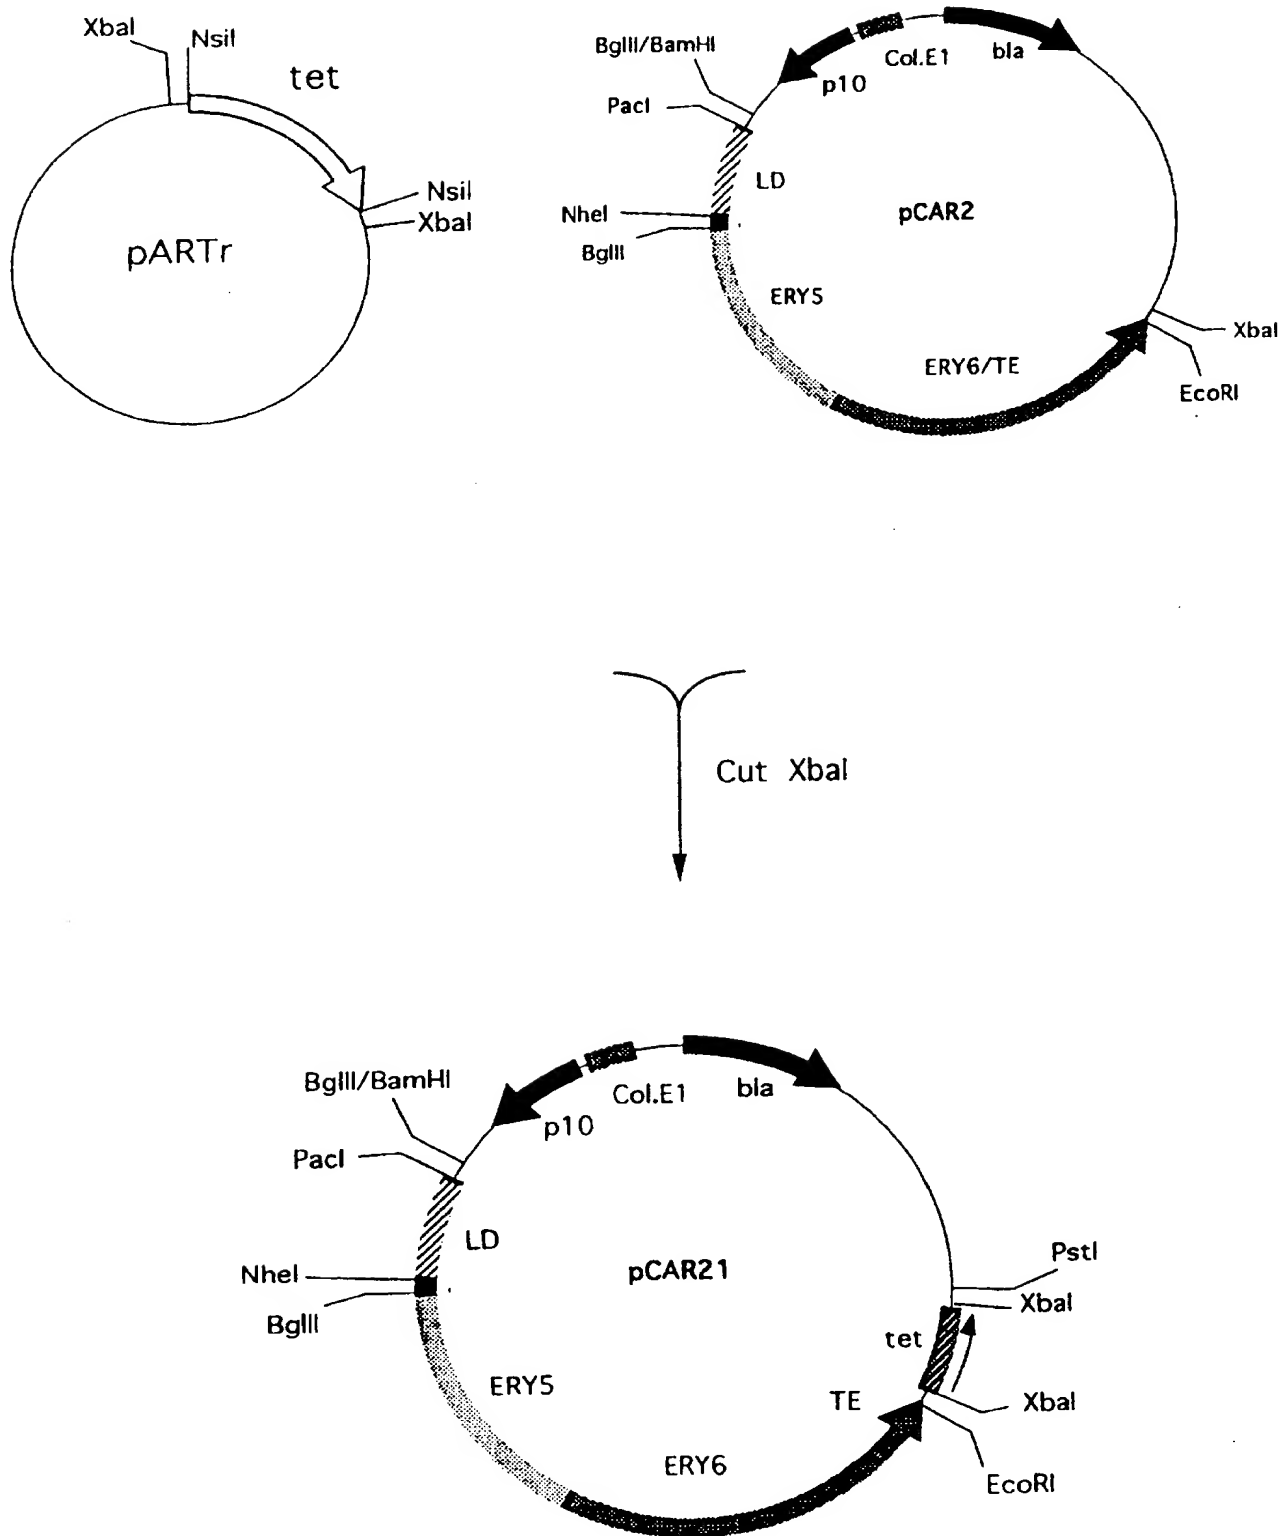 XbaI
NsiI
tet
NsiI
XbaI
pARTr
BglII/BamHI
PacI
p10
Col.E1
bla
LD
pCAR2
NheI
BglII
ERY5
ERY6/TE
XbaI
EcoRI
Cut XbaI
BglII/BamHI
PacI
p10
Col.E1
bla
LD
pCAR21
NheI
BglII
PstI
XbaI
tet
ERY5
TE
XbaI
ERY6
EcoRI